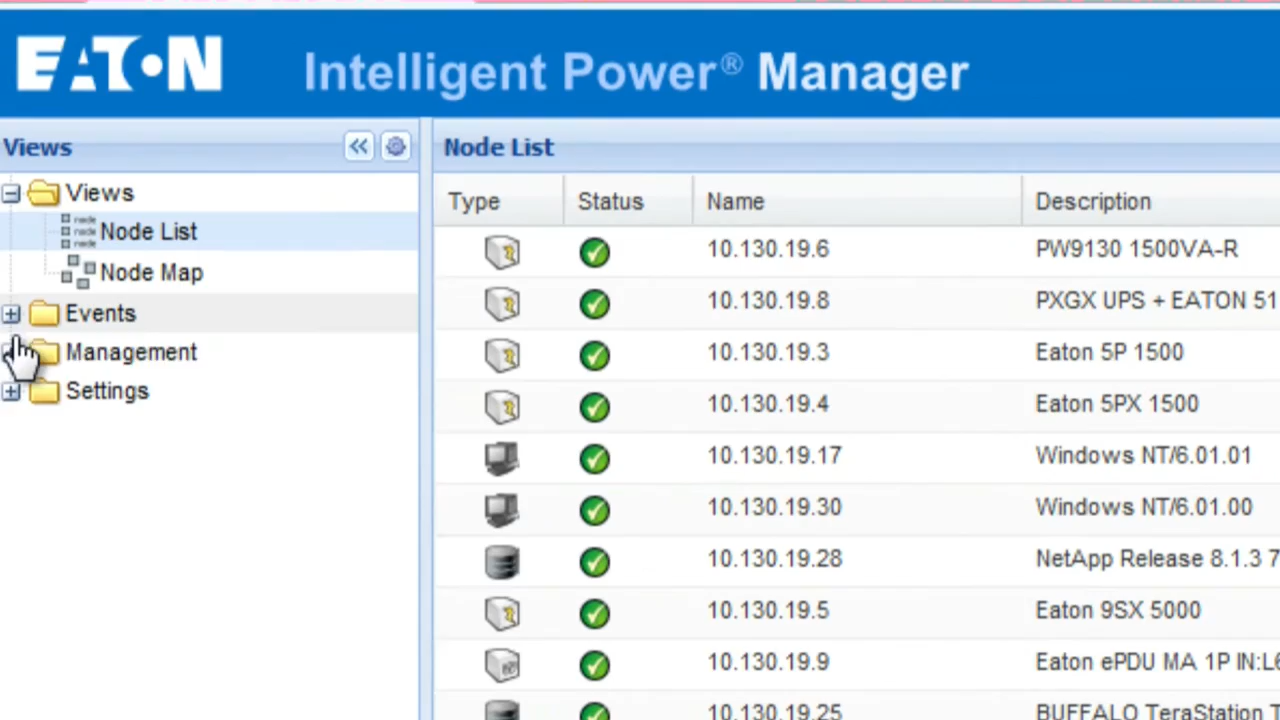 EATON Intelligent Power® Manager
Views
Views
node
node Node List
node
Node Map
Events
Management
Settings
Node List
Type Status Name Description
10.130.19.6 PW9130 1500VA-R
10.130.19.8 PXGX UPS + EATON 51
10.130.19.3 Eaton 5P 1500
10.130.19.4 Eaton 5PX 1500
10.130.19.17 Windows NT/6.01.01
10.130.19.30 Windows NT/6.01.00
10.130.19.28 NetApp Release 8.1.3 7
10.130.19.5 Eaton 9SX 5000
10.130.19.9 Eaton ePDU MA 1P IN:L6
10.130.19.25 BUFFALO TeraStation T